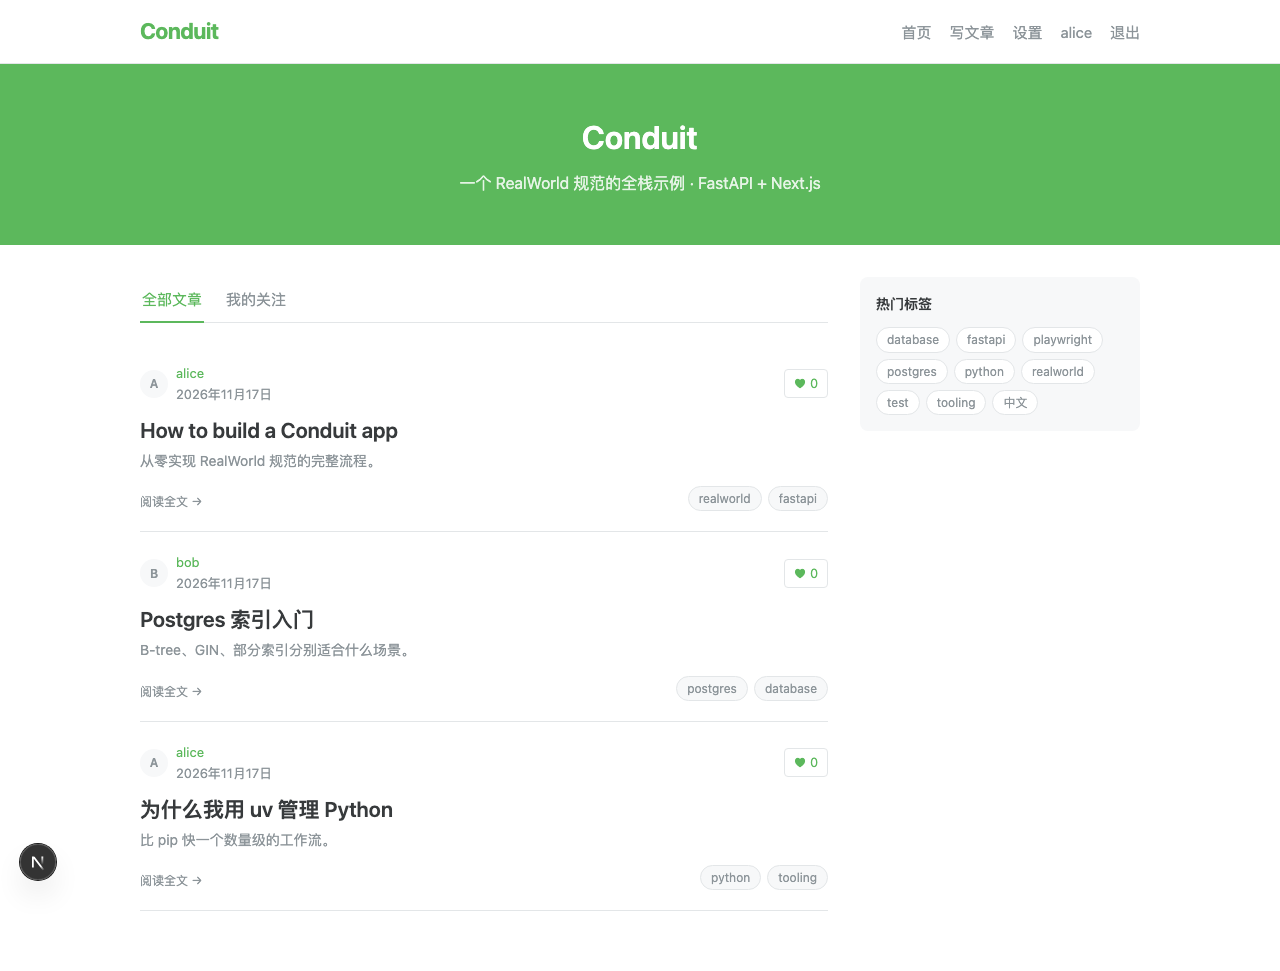 Conduit
首页 写文章 设置 alice 退出
Conduit
一个 RealWorld 规范的全栈示例 · FastAPI + Next.js
全部文章 我的关注
A
alice
2026年11月17日
0
How to build a Conduit app
从零实现 RealWorld 规范的完整流程。
阅读全文 →
realworld fastapi
B
bob
2026年11月17日
0
Postgres 索引入门
B-tree、GIN、部分索引分别适合什么场景。
阅读全文 →
postgres database
A
alice
2026年11月17日
0
为什么我用 uv 管理 Python
比 pip 快一个数量级的工作流。
阅读全文 →
python tooling
热门标签
database fastapi playwright
postgres python realworld
test tooling 中文
N